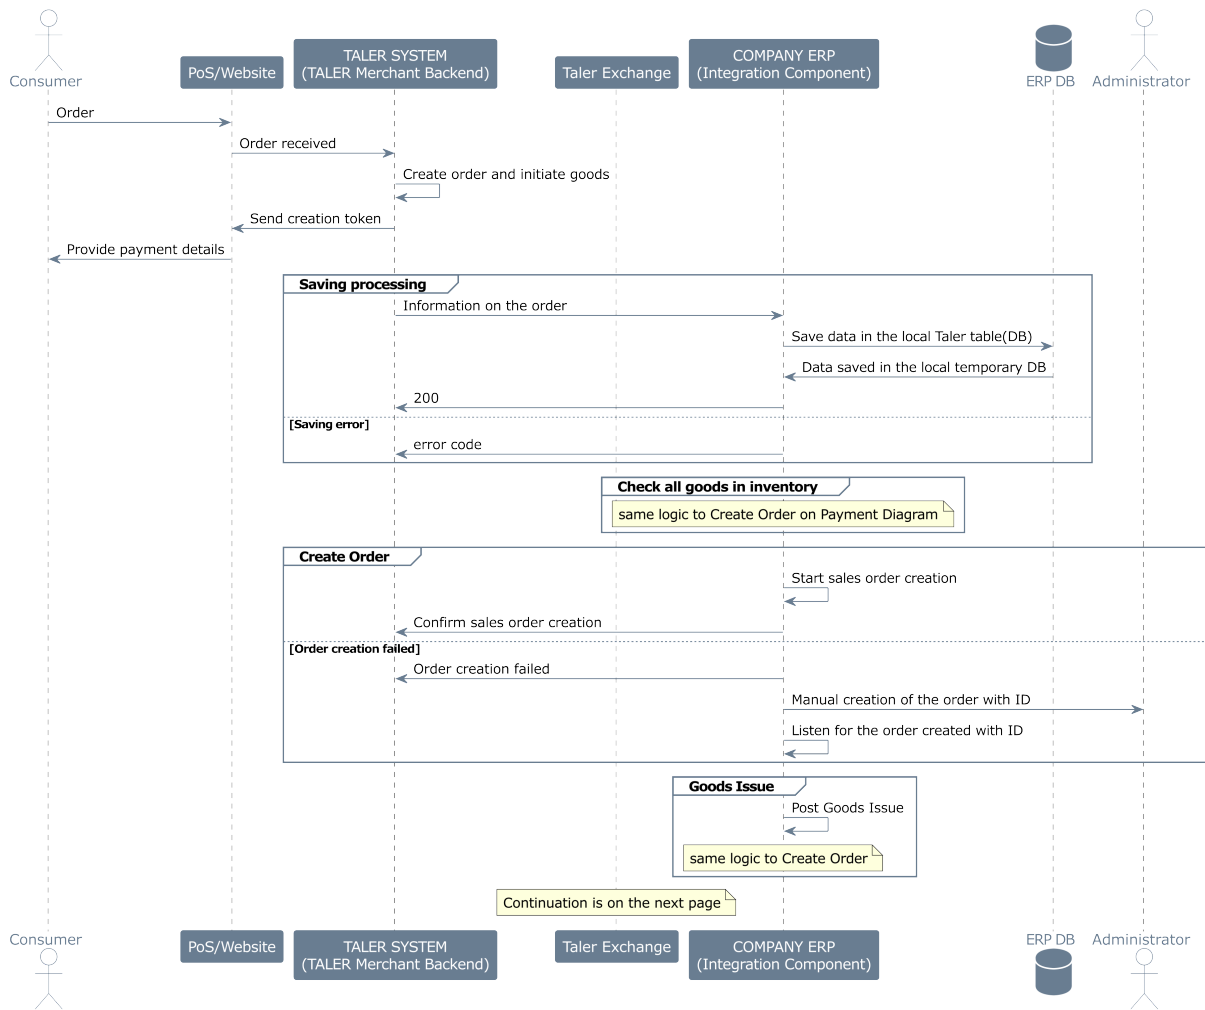 Consumer
PoS/Website
TALER SYSTEM
(TALER Merchant Backend)
Taler Exchange
COMPANY ERP
(Integration Component)
ERP DB
Administrator
Order
Order received
Create order and initiate goods
Send creation token
Provide payment details
Saving processing
Information on the order
Save data in the local Taler table(DB)
Data saved in the local temporary DB
200
[Saving error]
error code
Check all goods in inventory
same logic to Create Order on Payment Diagram
Create Order
Start sales order creation
Confirm sales order creation
[Order creation failed]
Order creation failed
Manual creation of the order with ID
Listen for the order created with ID
Goods Issue
Post Goods Issue
same logic to Create Order
Continuation is on the next page
Consumer
PoS/Website
TALER SYSTEM
(TALER Merchant Backend)
Taler Exchange
COMPANY ERP
(Integration Component)
ERP DB
Administrator